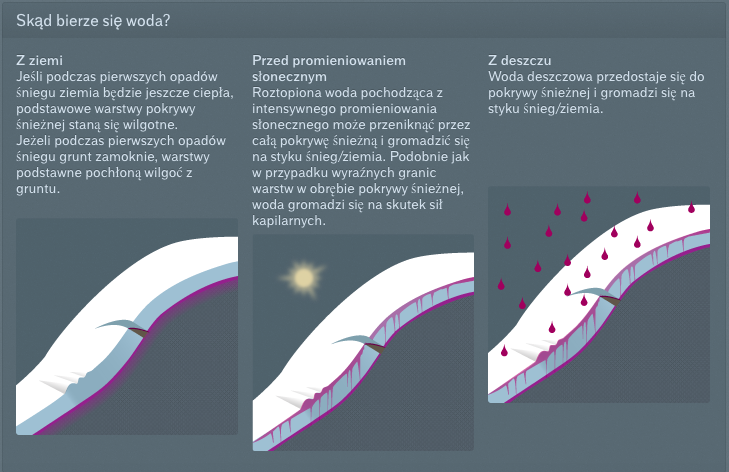 Skąd bierze się woda?
Z ziemi
Jeśli podczas pierwszych opadów
śniegu ziemia będzie jeszcze ciepła,
podstawowe warstwy pokrywy
śnieżnej staną się wilgotne.
Jeżeli podczas pierwszych opadów
śniegu grunt zamoknie, warstwy
podstawne pochłoną wilgoć z
gruntu.
Przed promieniowaniem
słonecznym
Roztopiona woda pochodząca z
intensywnego promieniowania
słonecznego może przeniknąć przez
całą pokrywę śnieżną i gromadzić się
na styku śnieg/ziemia. Podobnie jak
w przypadku wyraźnych granic
warstw w obrębie pokrywy śnieżnej,
woda gromadzi się na skutek sił
kapilarnych.
Z deszczu
Woda deszczowa przedostaje się do
pokrywy śnieżnej i gromadzi się na
styku śnieg/ziemia.